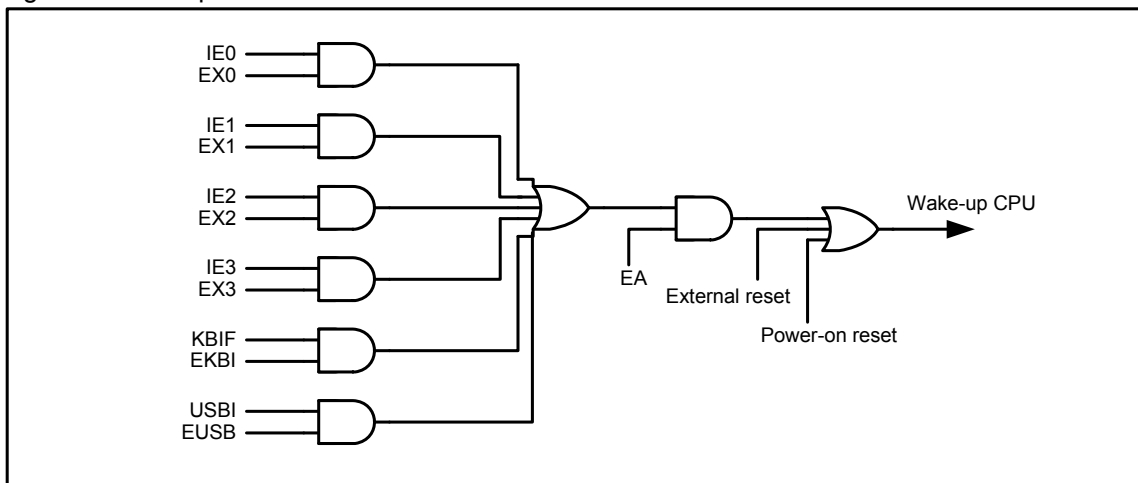 IE0
EX0
IE1
EX1
IE2
EX2
IE3
EX3
KBIF
EKBI
USBI
EUSB
EA
External reset
Power-on reset
Wake-up CPU